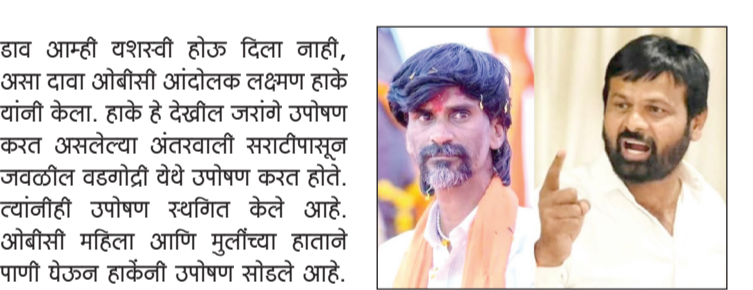 डाव आम्ही यशस्वी होऊ दिला नाही,
असा दावा ओबीसी आंदोलक लक्ष्मण हाके
यांनी केला. हाके हे देखील जरांगे उपोषण
करत असलेल्या अंतरवाली सराटीपासून
जवळील वडगोद्री येथे उपोषण करत होते.
त्यांनीही उपोषण स्थगित केले आहे.
ओबीसी महिला आणि मुलींच्या हाताने
पाणी घेऊन हाकेंनी उपोषण सोडले आहे.